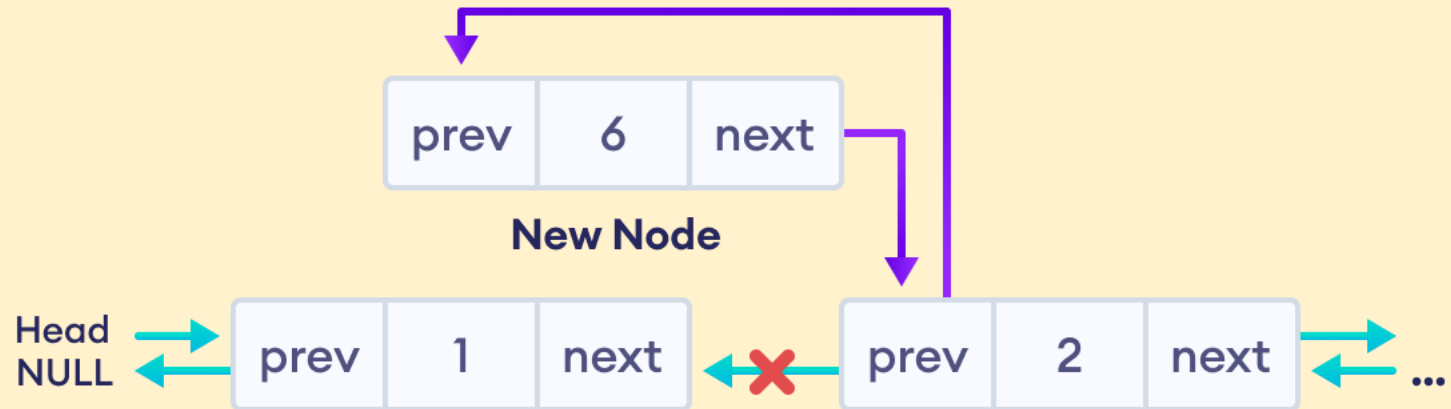 prev 6 next
New Node
Head
NULL
prev 1 next
prev 2 next
...